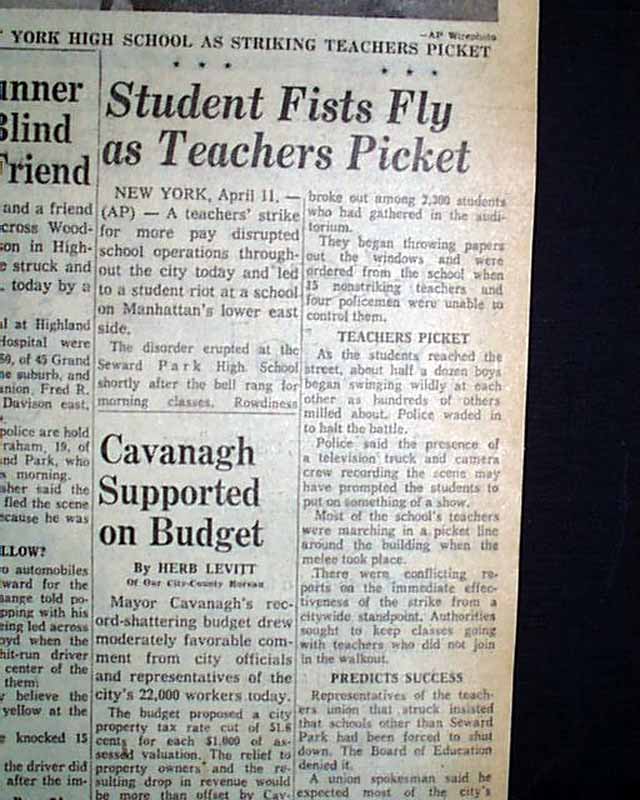 YORK HIGH SCHOOL AS STRIKING TEACHERS PICKET
—AP Wirephoto
unner
Blind
Friend
and a friend
cross Wood-
son in High-
e struck and
. today by a
al at Highland
Hospital were
60, of 45 Grand
ne suburb, and
anion, Fred R.
Davison east.
police are hold
raham, 19, of
nd Park, who
s morning.
sher said the
fled the scene
ecause he was
LLOW?
o automobiles
ward for the
hange told po-
pping with his
eing led across
oyd when the
hit-run driver
center of the
them:
y believe the
yellow at the
e knocked 15
the driver did
after the im-
Student Fists Fly
as Teachers Picket
NEW YORK, April 11. —
(AP) — A teachers' strike
for more pay disrupted
school operations through-
out the city today and led
to a student riot at a school
on Manhattan's lower east
side.
The disorder erupted at the
Seward Park High School
shortly after the bell rang for
morning classes. Rowdiness
broke out among 2,300 students
who had gathered in the audi-
torium.
They began throwing papers
out the windows and were
ordered from the school when
15 nonstriking teachers and
four policemen were unable to
control them.
TEACHERS PICKET
As the students reached the
street, about half a dozen boys
began swinging wildly at each
other as hundreds of others
milled about. Police waded in
to halt the battle.
Police said the presence of
a television truck and camera
crew recording the scene may
have prompted the students to
put on something of a show.
Most of the school's teachers
were marching in a picket line
around the building when the
melee took place.
There were conflicting re-
ports on the immediate effec-
tiveness of the strike from a
citywide standpoint. Authorities
sought to keep classes going
with teachers who did not join
in the walkout.
PREDICTS SUCCESS
Representatives of the teach-
ers union that struck insisted
that schools other than Seward
Park had been forced to shut
down. The Board of Education
denied it.
A union spokesman said he
expected most of the city's
Cavanagh
Supported
on Budget
By HERB LEVITT
Of Our City-County Bureau
Mayor Cavanagh's rec-
ord-shattering budget drew
moderately favorable com-
ment from city officials
and representatives of the
city's 22,000 workers today.
The budget proposed a city
property tax rate cut of $1.6
cents for each $1,000 of as-
sessed valuation. The relief to
property owners and the re-
sulting drop in revenue would
be more than offset by Cav-